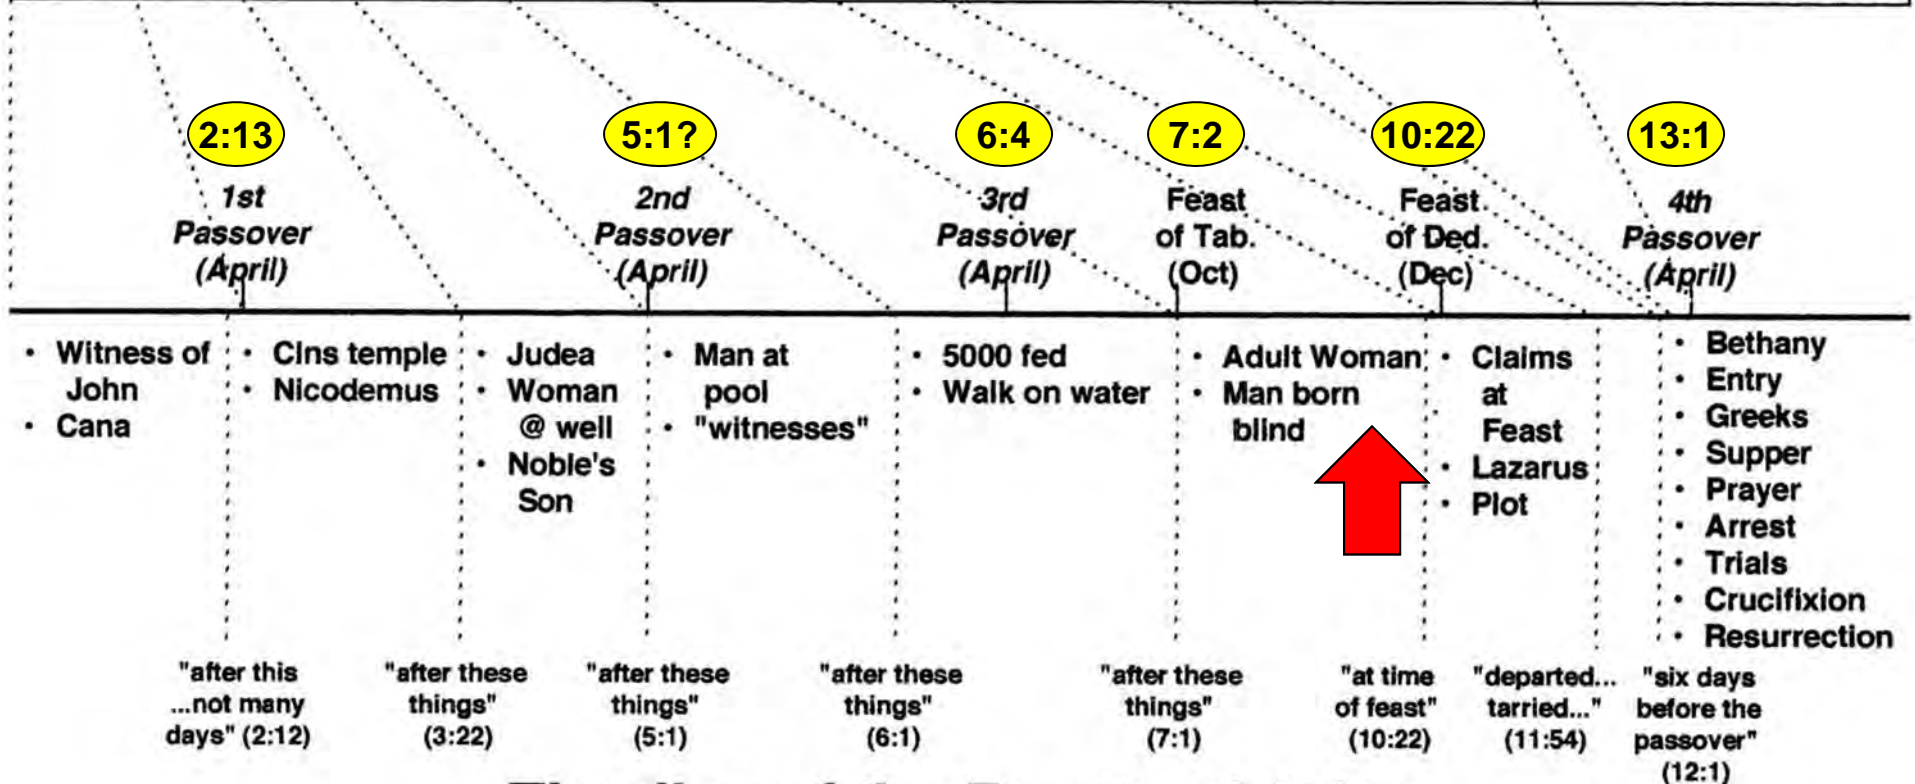 2:13
5:1?
6:4
7:2
10:22
13:1
1st
Passover
(April)
2nd
Passover
(April)
3rd
Passover
(April)
Feast
of Tab.
(Oct)
Feast
of Ded.
(Dec)
4th
Passover
(April)
• Witness of
John
• Cana
• Clns temple
• Nicodemus
• Judea
• Woman
@ well
• Noble's
Son
• Man at
pool
• "witnesses"
• 5000 fed
• Walk on water
• Adult Woman
• Man born
blind
• Claims
at
Feast
• Lazarus
• Plot
• Bethany
• Entry
• Greeks
• Supper
• Prayer
• Arrest
• Trials
• Crucifixion
• Resurrection
"after this
...not many
days" (2:12)
"after these
things"
(3:22)
"after these
things"
(5:1)
"after these
things"
(6:1)
"after these
things"
(7:1)
"at time
of feast"
(10:22)
"departed...
tarried..."
(11:54)
"six days
before the
passover"
(12:1)